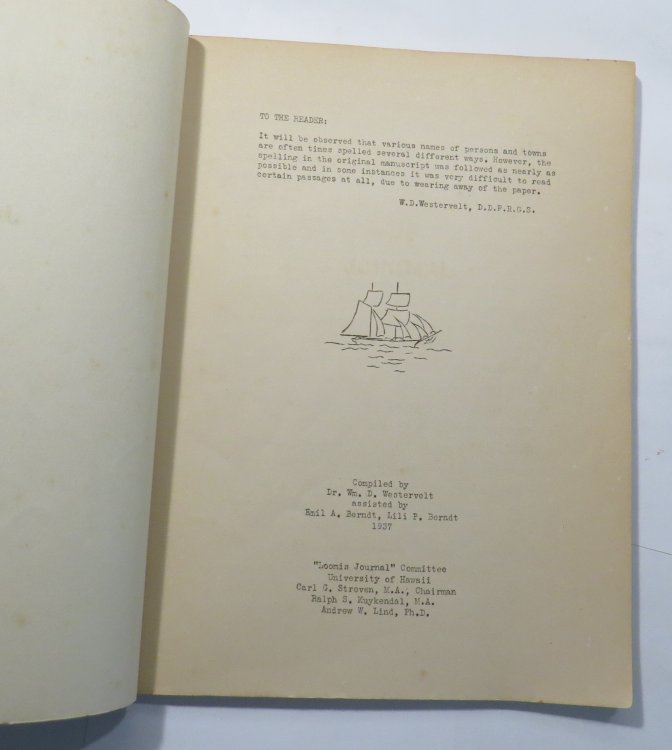 TO THE READER:
It will be observed that various names of persons and towns
are often times spelled several different ways. However, the
spelling in the original manuscript was followed as nearly as
possible and in some instances it was very difficult to read
certain passages at all, due to wearing away of the paper.
W.D.Westervelt, D.D.F.R.G.S.
Compiled by
Dr. Wm. D. Westervelt
assisted by
Emil A. Berndt, Lili P. Berndt
1937
"Loomis Journal" Committee
University of Hawaii
Carl G. Stroven, M.A., Chairman
Ralph S. Kuykendal, M.A.
Andrew W. Lind, Ph.D.